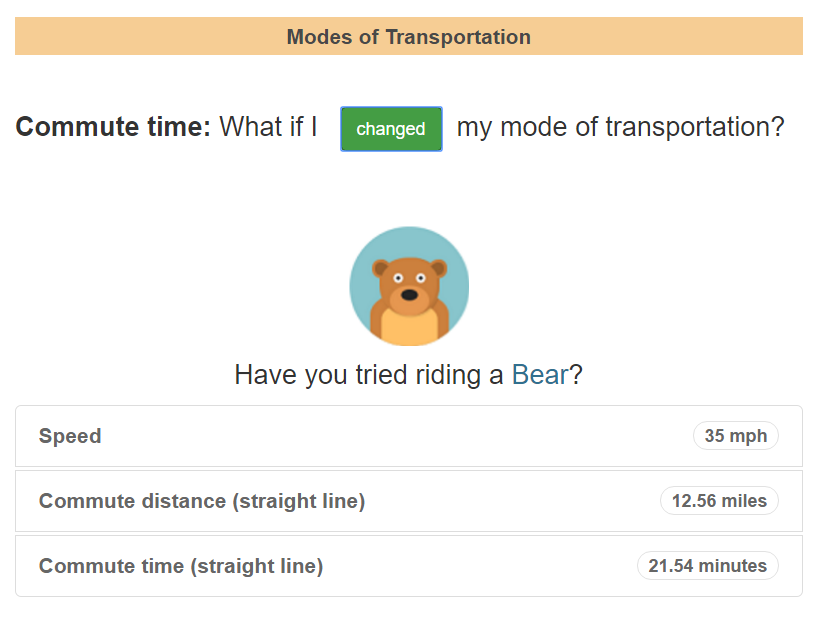 Modes of Transportation
Commute time: What if I changed my mode of transportation?
Have you tried riding a Bear?
Speed 35 mph
Commute distance (straight line) 12.56 miles
Commute time (straight line) 21.54 minutes